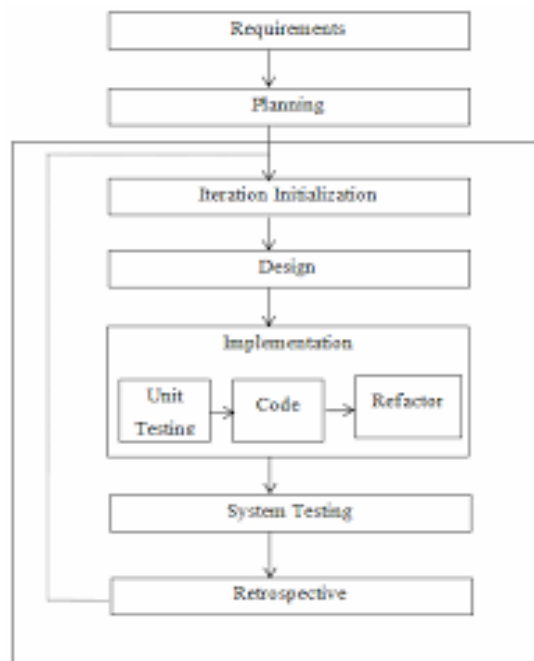 Requirements
Planning
Iteration Initialization
Design
Implementation
Unit
Testing
Code
Refactor
System Testing
Retrospective